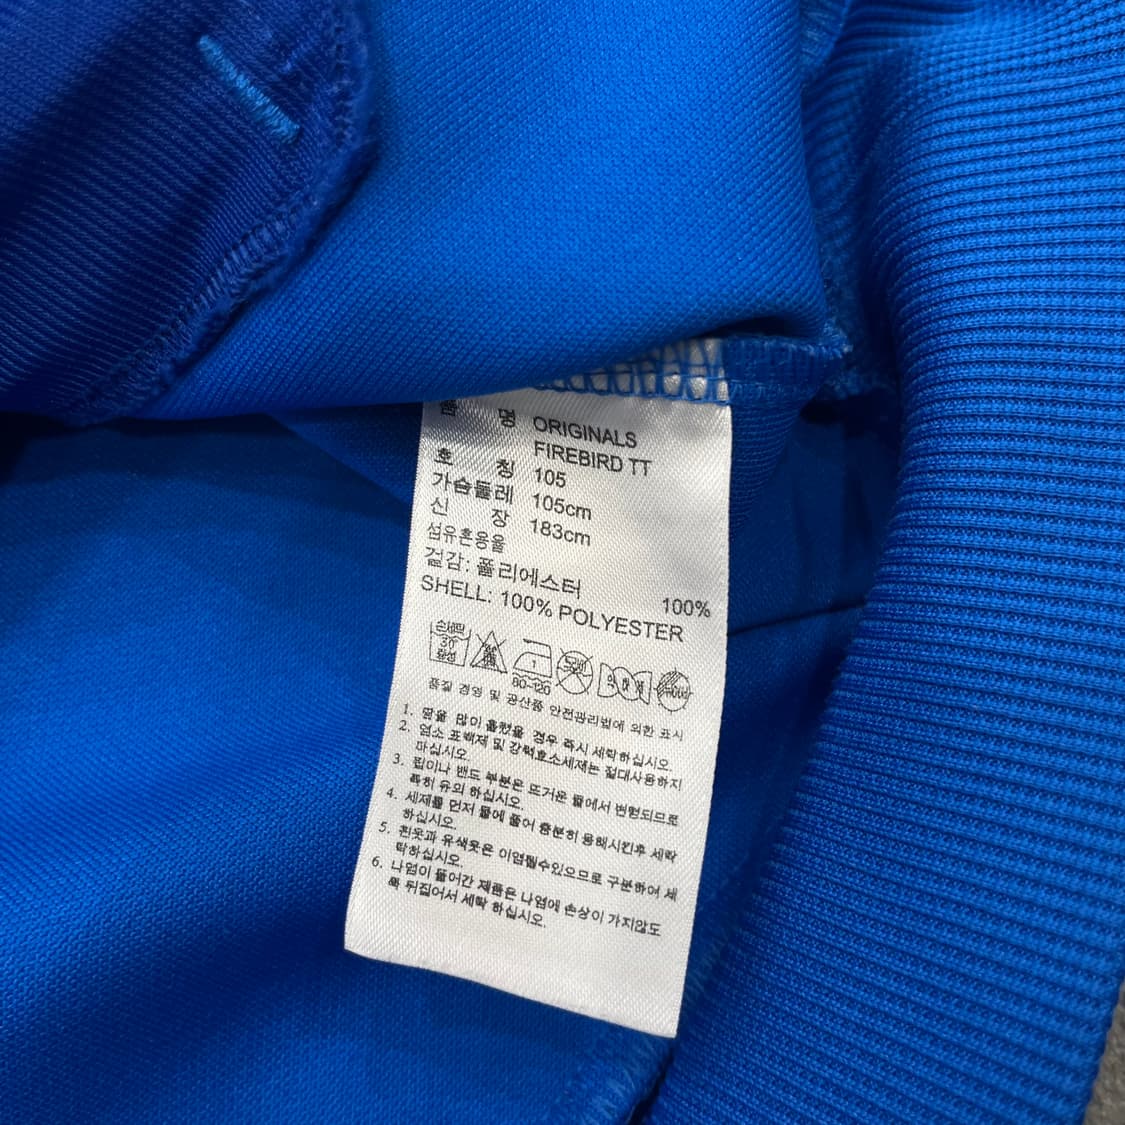 품 명 ORIGINALS
FIREBIRD TT
호 칭 105
가슴둘레 105cm
신 장 183cm
섬유혼용율
겉감: 폴리에스터 100%
SHELL: 100% POLYESTER
손세탁
30˚
중성
80~120
품질 경영 및 공산품 안전관리법에 의한 표시
1. 땀을 많이 흘렸을 경우 즉시 세탁하십시오.
2. 염소 표백제 및 강력효소세제는 절대사용하지
마십시오.
3. 립이나 밴드 부분은 뜨거운 물에서 변형되므로
특히 유의 하십시오.
4. 세제를 먼저 물에 풀어 충분히 용해시킨후 세탁
하십시오.
5. 흰옷과 유색옷은 이염될수있으므로 구분하여 세
탁하십시오.
6. 나염이 들어간 제품은 나염에 손상이 가지않도
록 뒤집어서 세탁 하십시오.